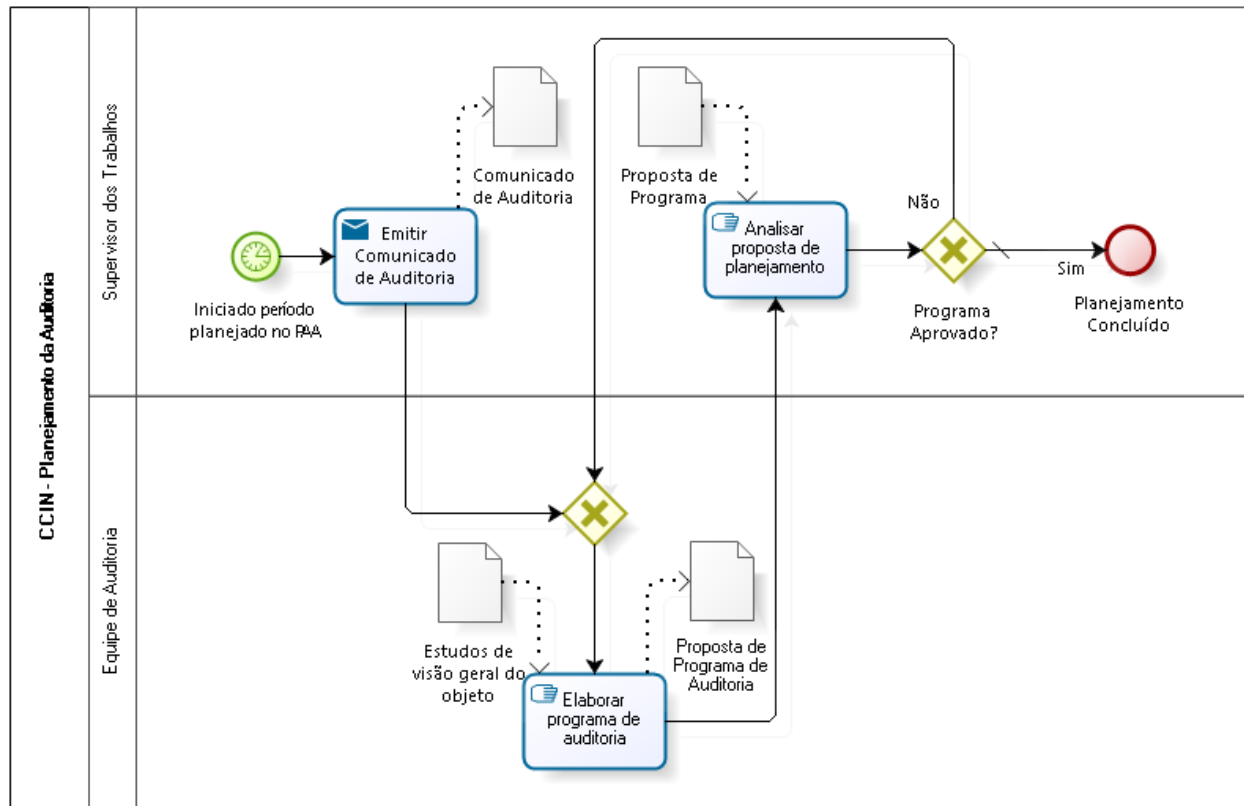 CCIN - Planejamento da Auditoria
Supervisor dos Trabalhos
Iniciado período
planejado no PAA
Emitir
Comunicado
de Auditoria
Comunicado
de Auditoria
Proposta de
Programa
Analisar
proposta de
planejamento
Não
Programa
Aprovado?
Sim
Planejamento
Concluído
Equipe de Auditoria
Estudos de
visão geral do
objeto
Elaborar
programa de
auditoria
Proposta de
Programa de
Auditoria